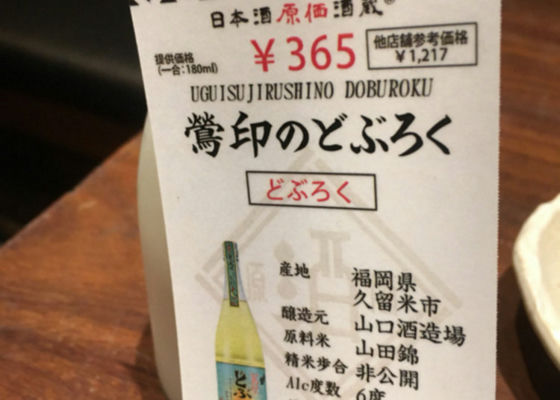 日本酒原価酒蔵®
提供価格
(一合:180ml)
¥365
他店舗参考価格
¥1,217
UGUISUJIRUSHINO DOBUROKU
鶯印のどぶろく
どぶろく
産地 福岡県
久留米市
醸造元 山口酒造場
原料米 山田錦
精米歩合 非公開
Alc度数 6度